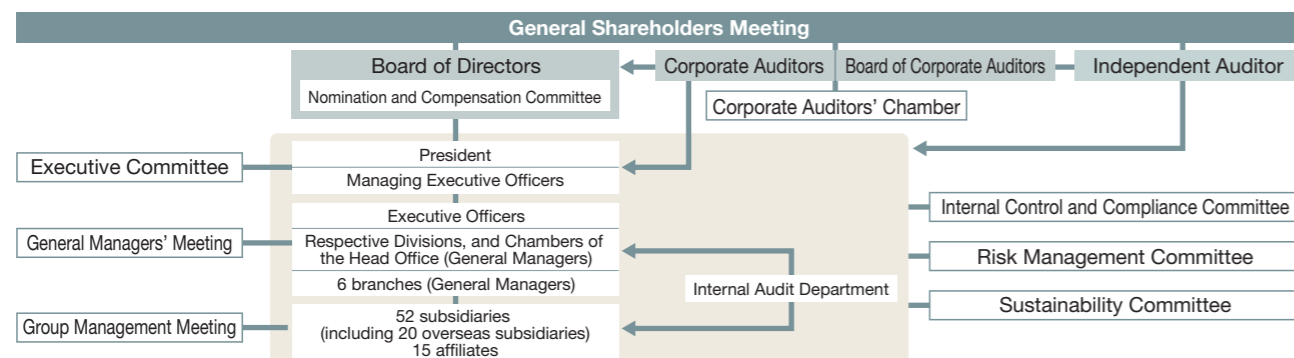 General Shareholders Meeting
Board of Directors
Nomination and Compensation Committee
Corporate Auditors
Board of Corporate Auditors
Independent Auditor
Corporate Auditors’ Chamber
Executive Committee
President
Managing Executive Officers
General Managers’ Meeting
Executive Officers
Respective Divisions, and Chambers of
the Head Office (General Managers)
6 branches (General Managers)
Internal Audit Department
Internal Control and Compliance Committee
Risk Management Committee
Sustainability Committee
Group Management Meeting
52 subsidiaries
(including 20 overseas subsidiaries)
15 affiliates